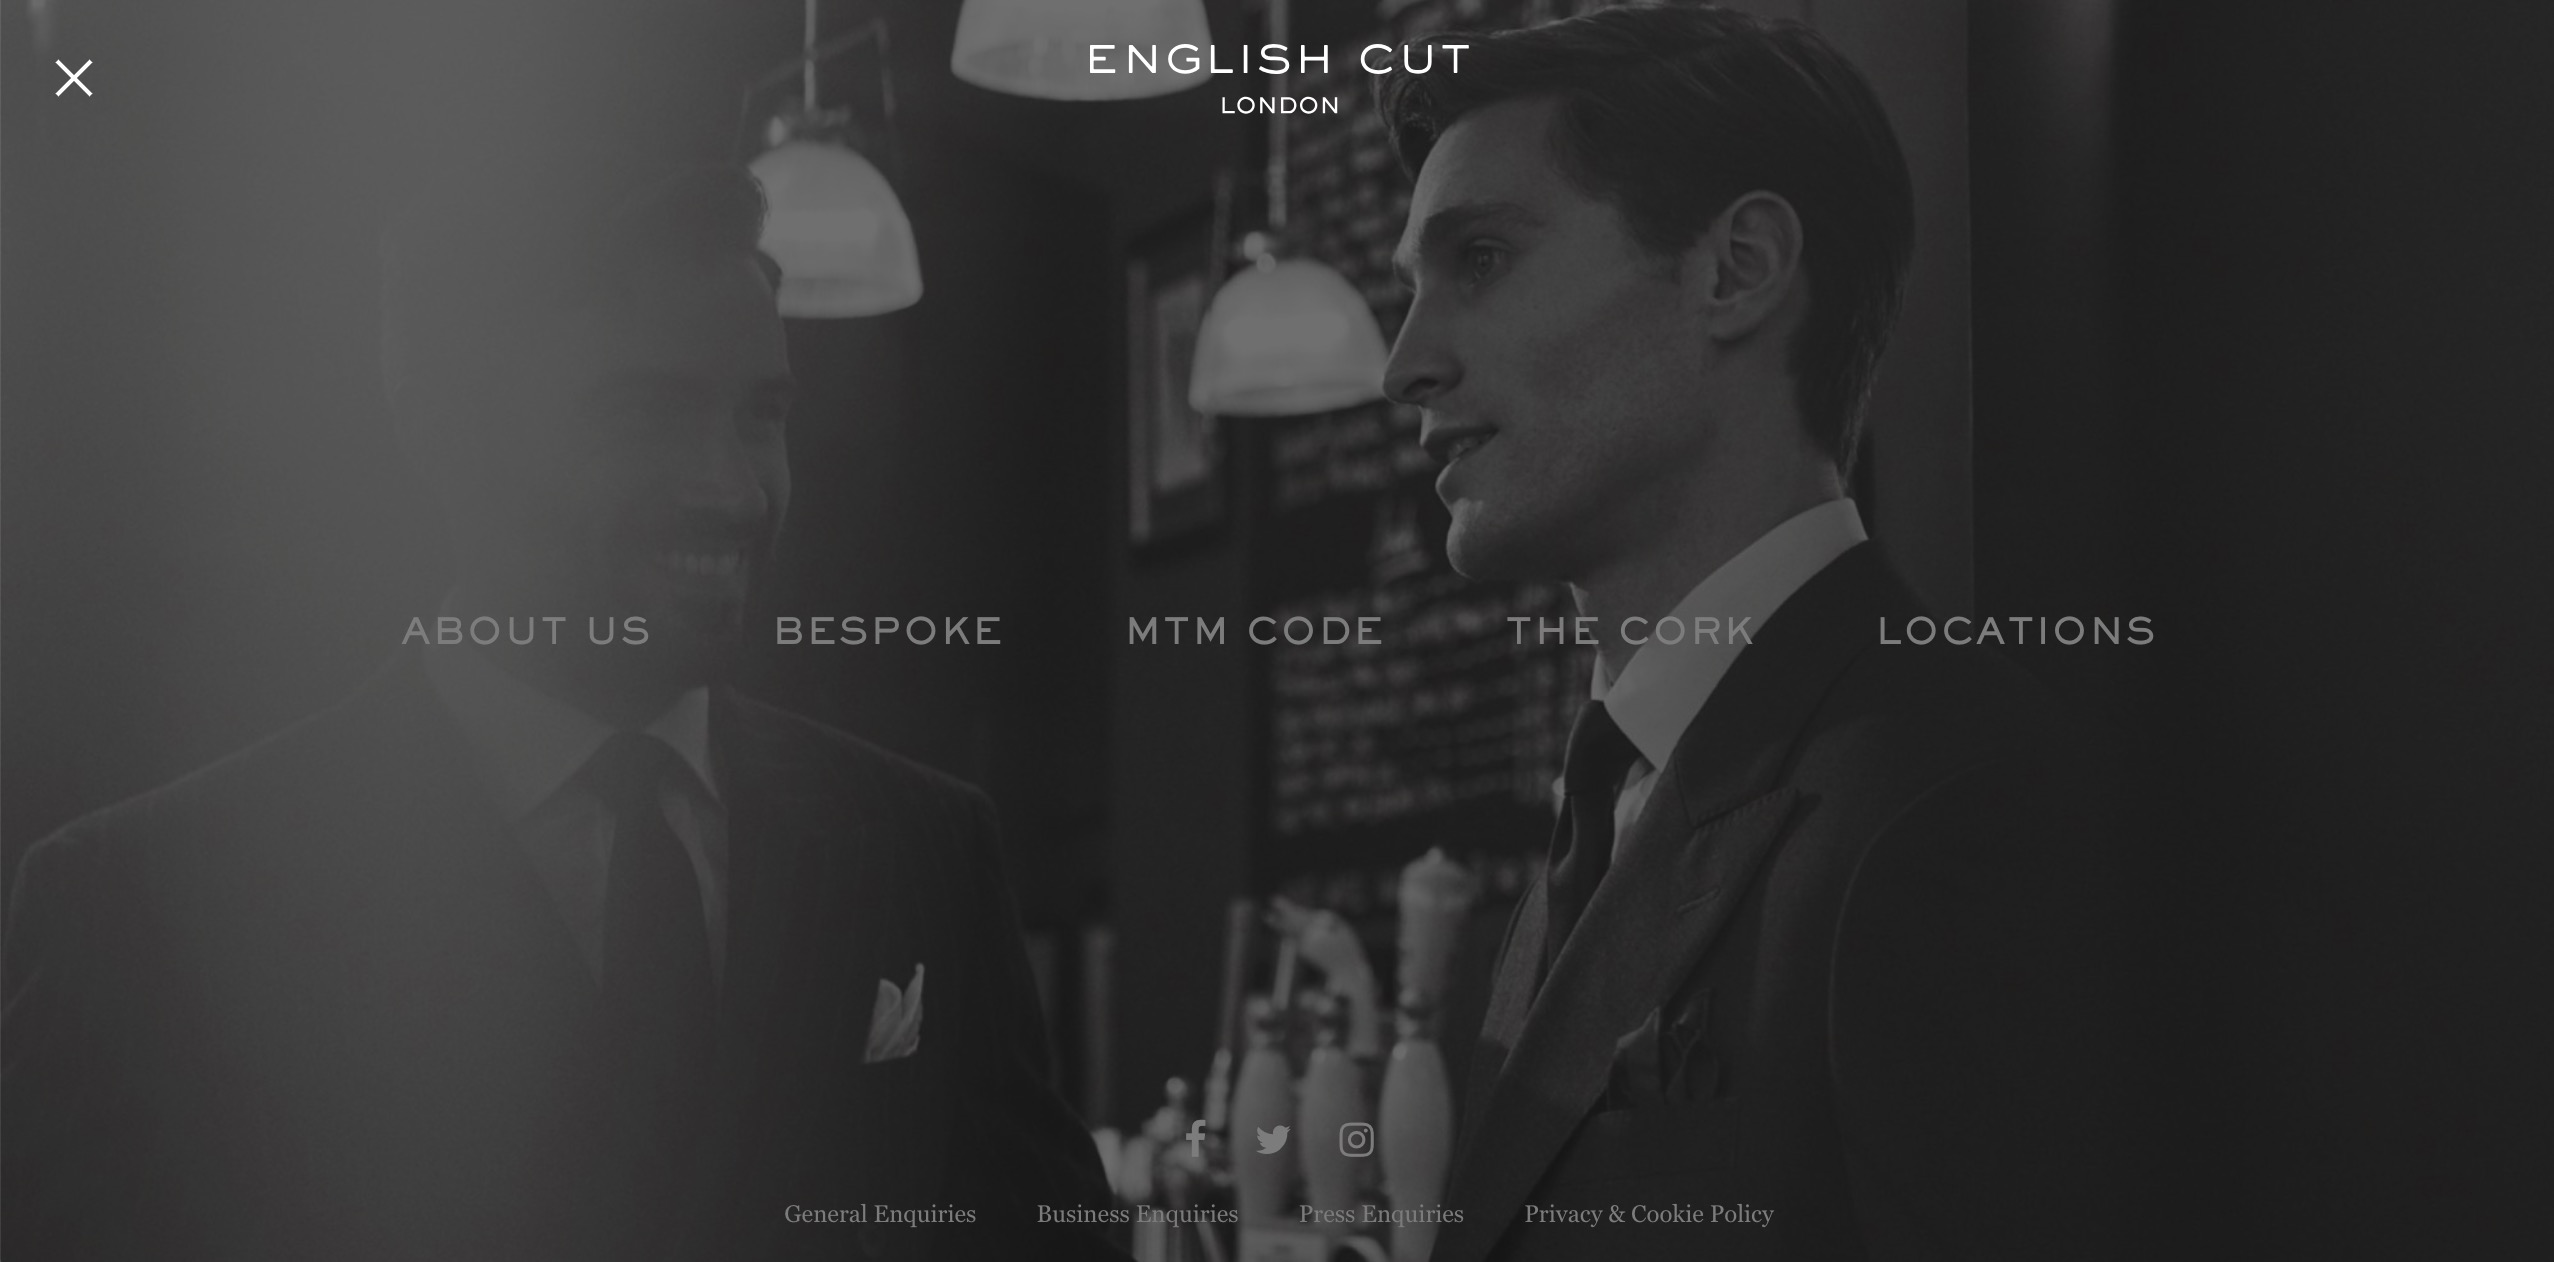 ENGLISH CUT
LONDON
ABOUT US BESPOKE MTM CODE THE CORK LOCATIONS
General Enquiries Business Enquiries Press Enquiries Privacy & Cookie Policy